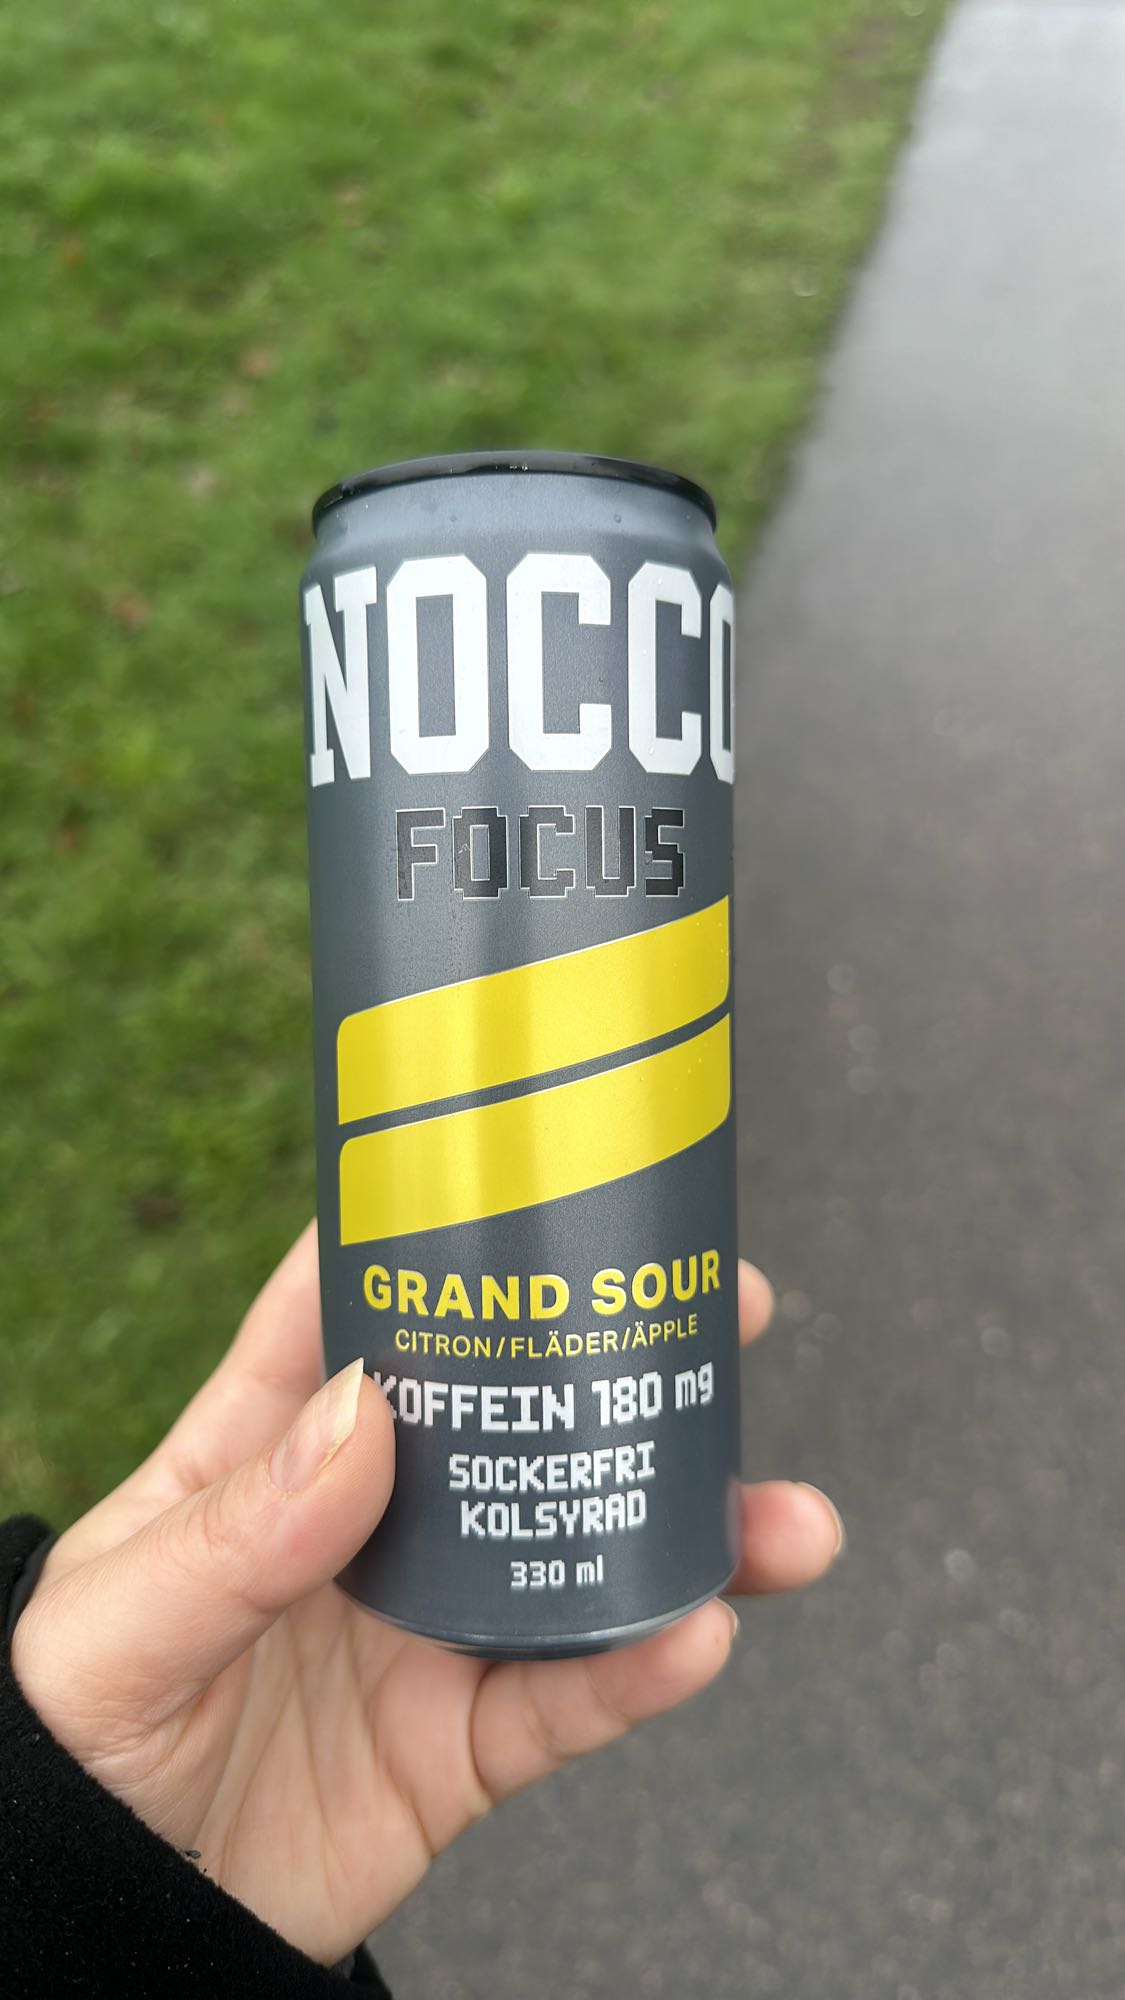 NOCCO
FOCUS
GRAND SOUR
CITRON/FLÄDER/ÄPPLE
KOFFEIN 180 mg
SOCKERFRI
KOLSYRAD
330 ml